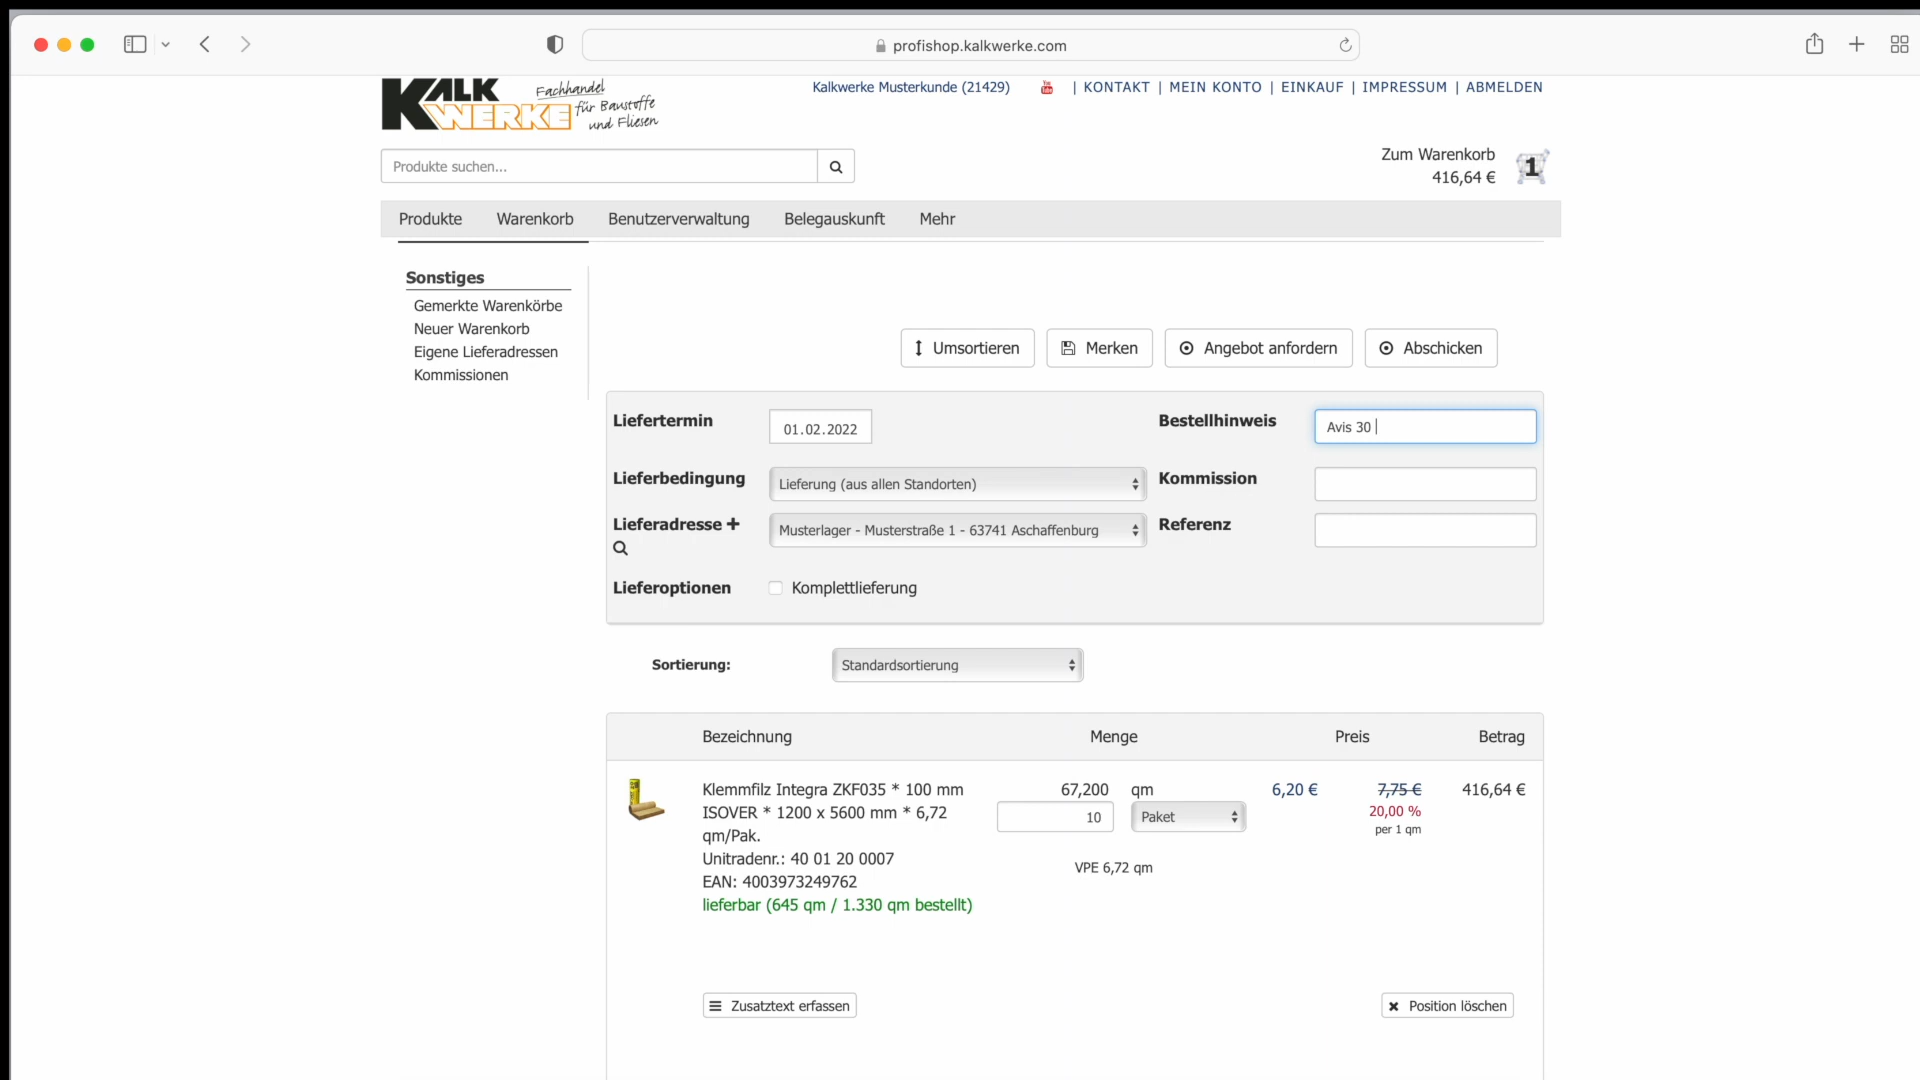 profishop.kalkwerke.com
KALK
WERKE
Fachhandel
für Baustoffe
und Fliesen
Kalkwerke Musterkunde (21429)
You Tube
| KONTAKT | MEIN KONTO | EINKAUF | IMPRESSUM | ABMELDEN
Produkte suchen...
Zum Warenkorb
416,64 €
1
Produkte Warenkorb Benutzerverwaltung Belegauskunft Mehr
Sonstiges
Gemerkte Warenkörbe
Neuer Warenkorb
Eigene Lieferadressen
Kommissionen
Umsortieren Merken Angebot anfordern Abschicken
Liefertermin 01.02.2022 Bestellhinweis Avis 30
Lieferbedingung Lieferung (aus allen Standorten) Kommission
Lieferadresse Musterlager - Musterstraße 1 - 63741 Aschaffenburg Referenz
Lieferoptionen Komplettlieferung
Sortierung: Standardsortierung
Bezeichnung Menge Preis Betrag
Klemmfilz Integra ZKF035 * 100 mm 67,200 qm 6,20 € 7,75 € 416,64 €
ISOVER * 1200 x 5600 mm * 6,72 10 Paket 20,00 %
qm/Pak. per 1 qm
Unitradenr.: 40 01 20 0007
VPE 6,72 qm
EAN: 4003973249762
lieferbar (645 qm / 1.330 qm bestellt)
Zusatztext erfassen Position löschen